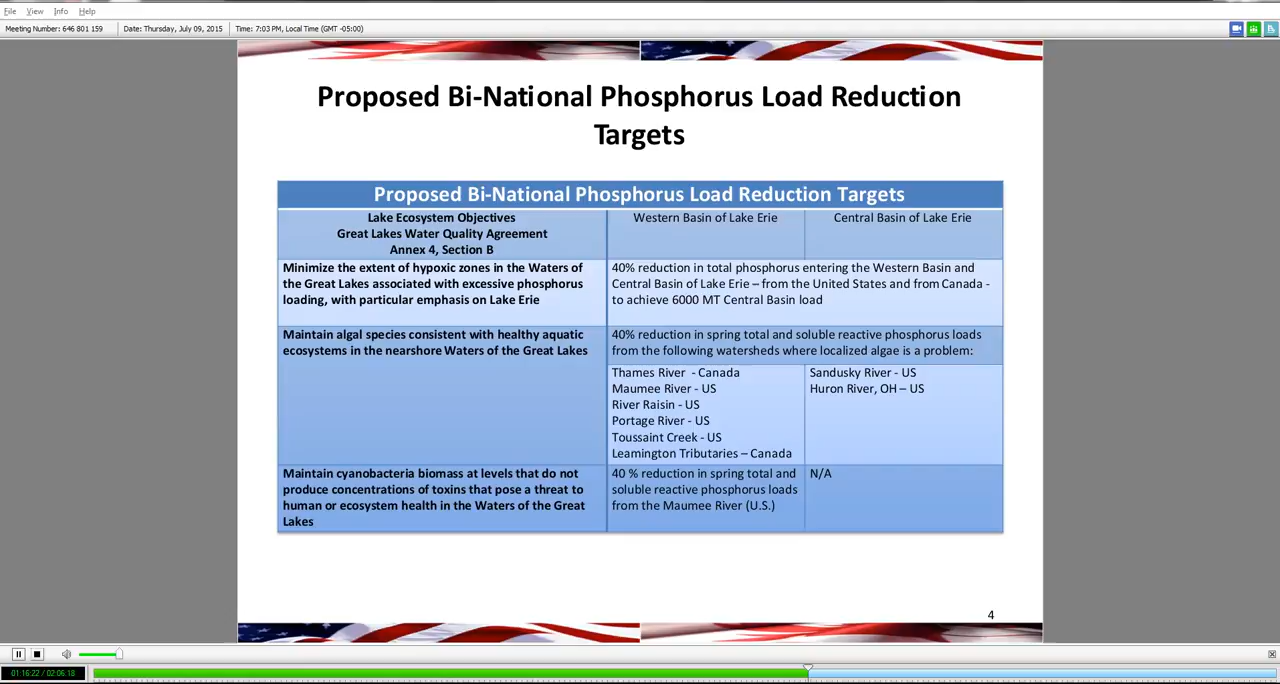 File View Info Help
Meeting Number: 646 801 159 Date: Thursday, July 09, 2015 Time: 7:03 PM, Local Time (GMT -05:00)
Proposed Bi-National Phosphorus Load Reduction
Targets
Proposed Bi-National Phosphorus Load Reduction Targets
Lake Ecosystem Objectives
Great Lakes Water Quality Agreement
Annex 4, Section B
Western Basin of Lake Erie
Central Basin of Lake Erie
Minimize the extent of hypoxic zones in the Waters of
the Great Lakes associated with excessive phosphorus
loading, with particular emphasis on Lake Erie
40% reduction in total phosphorus entering the Western Basin and
Central Basin of Lake Erie – from the United States and from Canada -
to achieve 6000 MT Central Basin load
Maintain algal species consistent with healthy aquatic
ecosystems in the nearshore Waters of the Great Lakes
40% reduction in spring total and soluble reactive phosphorus loads
from the following watersheds where localized algae is a problem:
Thames River - Canada
Maumee River - US
River Raisin - US
Portage River - US
Toussaint Creek - US
Leamington Tributaries – Canada
Sandusky River - US
Huron River, OH – US
Maintain cyanobacteria biomass at levels that do not
produce concentrations of toxins that pose a threat to
human or ecosystem health in the Waters of the Great
Lakes
40 % reduction in spring total and
soluble reactive phosphorus loads
from the Maumee River (U.S.)
N/A
4
01:16:22 / 02:06:18